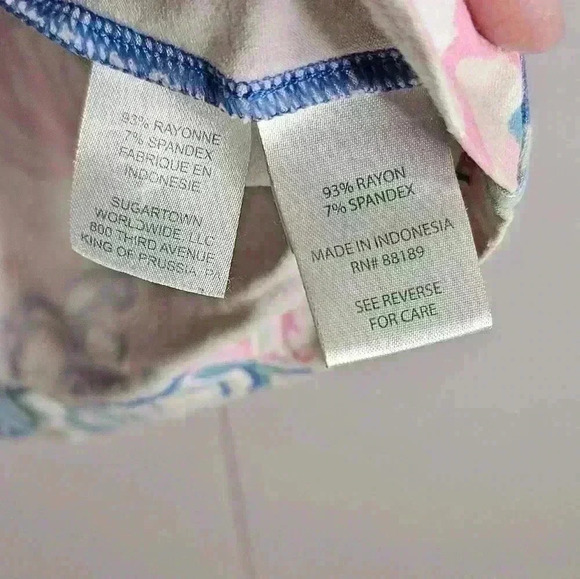 93% RAYONNE
7% SPANDEX
FABRIQUE EN
INDONESIE
SUGARTOWN
WORLDWIDE, LLC
800 THIRD AVENUE
KING OF PRUSSIA, PA
93% RAYON
7% SPANDEX
MADE IN INDONESIA
RN# 88189
SEE REVERSE
FOR CARE